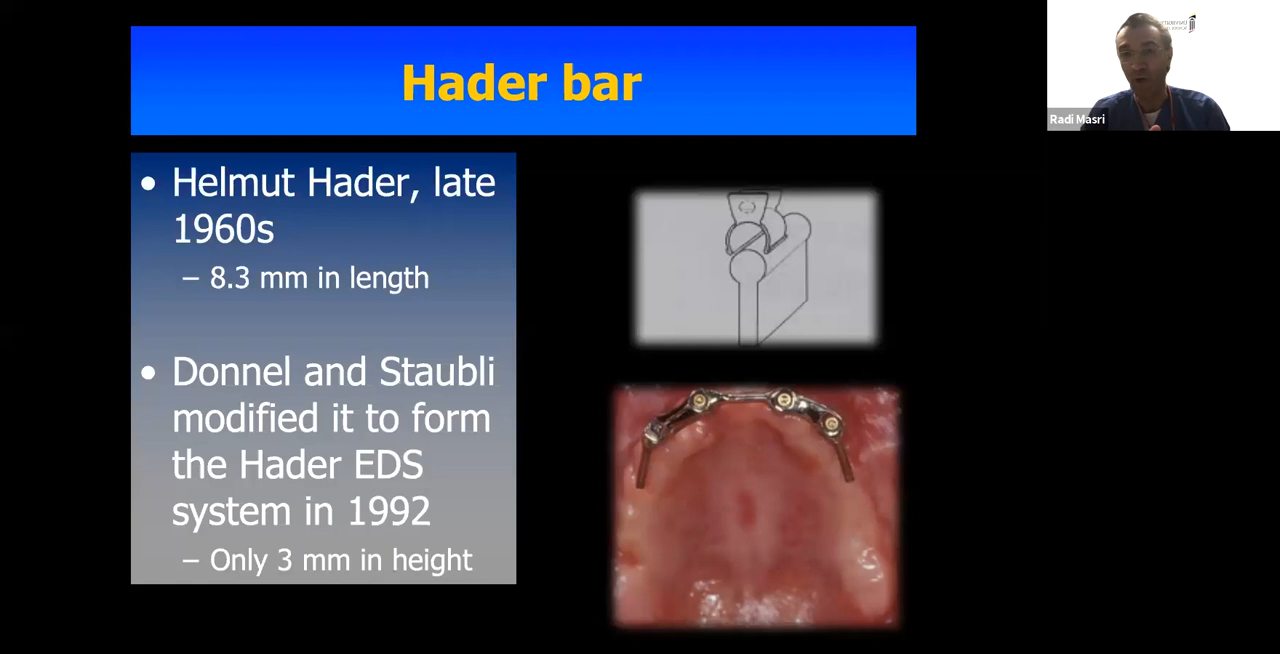 Hader bar
• Helmut Hader, late
1960s
– 8.3 mm in length
• Donnel and Staubli
modified it to form
the Hader EDS
system in 1992
– Only 3 mm in height
Radi Masri